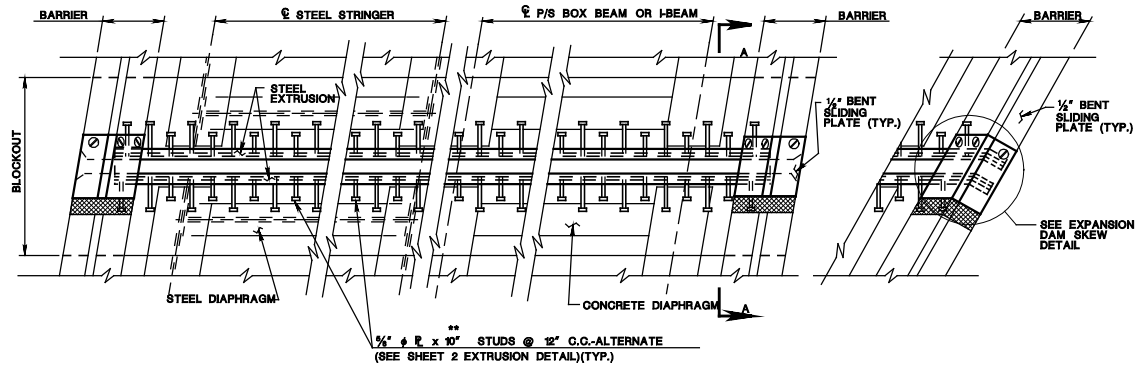 BARRIER
℄ STEEL STRINGER
℄ P/S BOX BEAM OR I-BEAM
BARRIER
BARRIER
A
STEEL
EXTRUSION
½" BENT
SLIDING
PLATE (TYP.)
½" BENT
SLIDING
PLATE (TYP.)
BLOCKOUT
SEE EXPANSION
DAM SKEW
DETAIL
STEEL DIAPHRAGM
CONCRETE DIAPHRAGM
A
**
⅝" ϕ ℞ x 10" STUDS @ 12" C.C.-ALTERNATE
(SEE SHEET 2 EXTRUSION DETAIL)(TYP.)